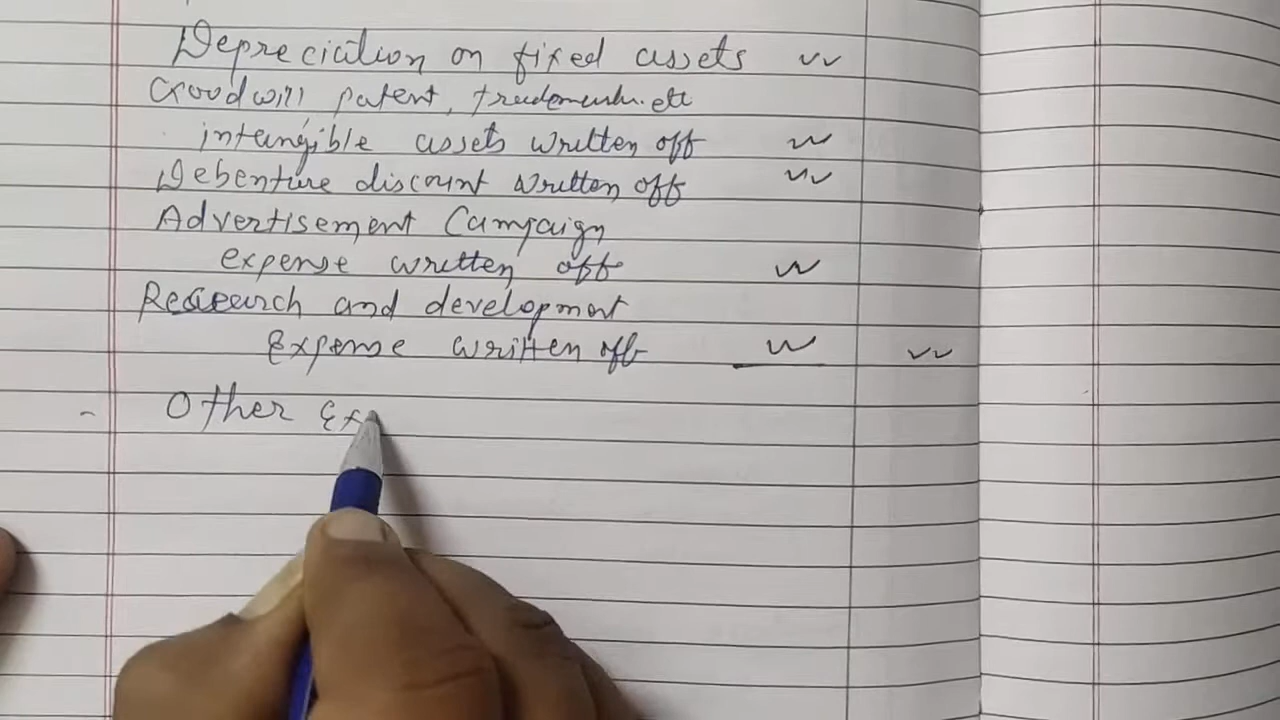 Depreciation on fixed assets
Goodwill patent, trademark. etc
intangible assets written off
Debenture discount written off
Advertisement Campaign
expense written off
Research and development
Expense written off
- Other Ex